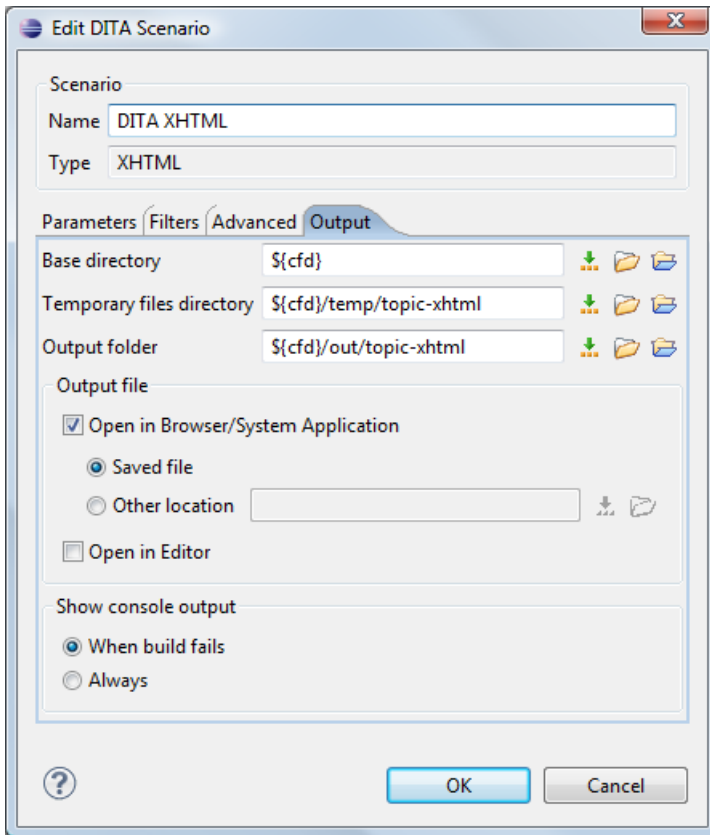 Edit DITA Scenario
Scenario
Name DITA XHTML
Type XHTML
Parameters Filters Advanced Output
Base directory ${cfd}
Temporary files directory ${cfd}/temp/topic-xhtml
Output folder ${cfd}/out/topic-xhtml
Output file
Open in Browser/System Application
Saved file
Other location
Open in Editor
Show console output
When build fails
Always
? OK Cancel